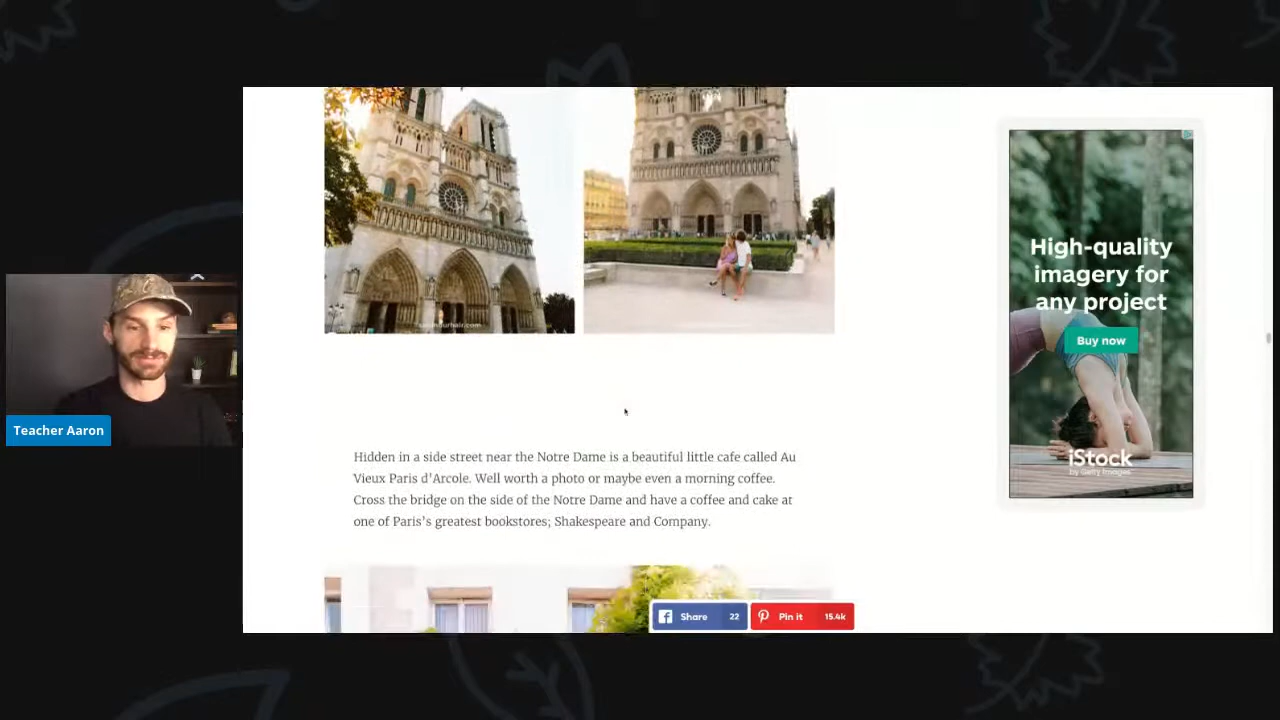 Teacher Aaron
Hidden in a side street near the Notre Dame is a beautiful little cafe called Au
Vieux Paris d'Arcole. Well worth a photo or maybe even a morning coffee.
Cross the bridge on the side of the Notre Dame and have a coffee and cake at
one of Paris's greatest bookstores; Shakespeare and Company.
Share 22
Pin it 15.4k
High-quality
imagery for
any project
Buy now
iStock
by Getty Images